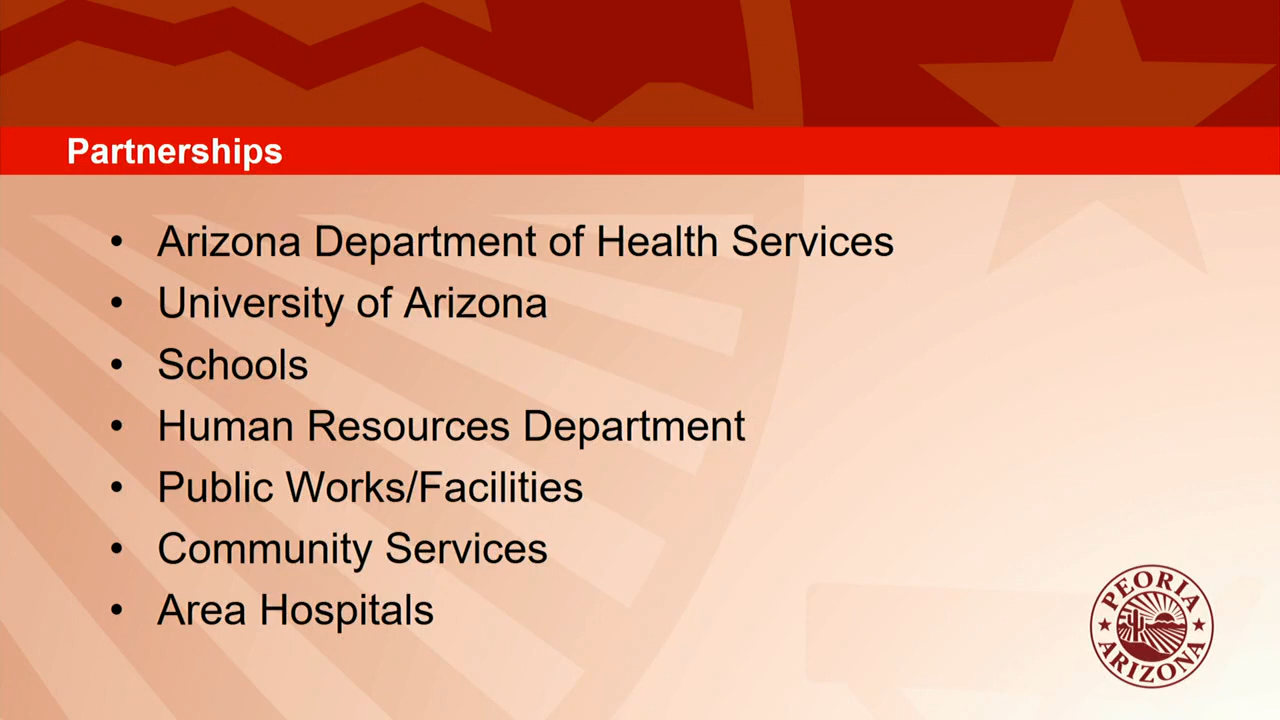 Partnerships
• Arizona Department of Health Services
• University of Arizona
• Schools
• Human Resources Department
• Public Works/Facilities
• Community Services
• Area Hospitals
PEORIA
ARIZONA